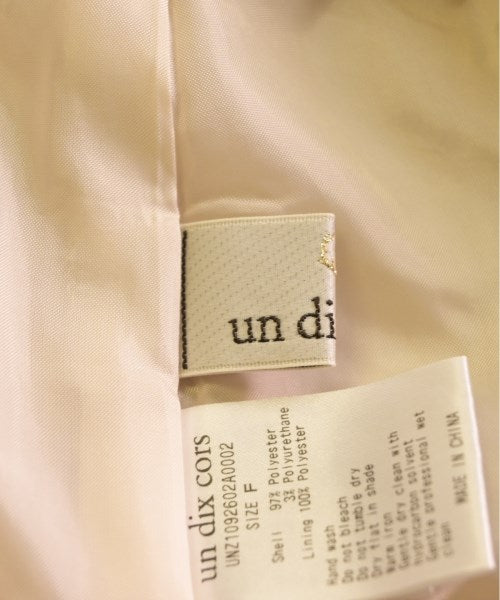 un di
un dix cors
UNZ1092602A0002
SIZE F
Shell 97% Polyester
3% Polyurethane
Lining 100% Polyester
Hand wash
Do not bleach
Do not tumble dry
Dry flat in shade
Warm iron
Gentle dry clean with
hydrocarbon solvent
Gentle professional wet
clean
MADE IN CHINA